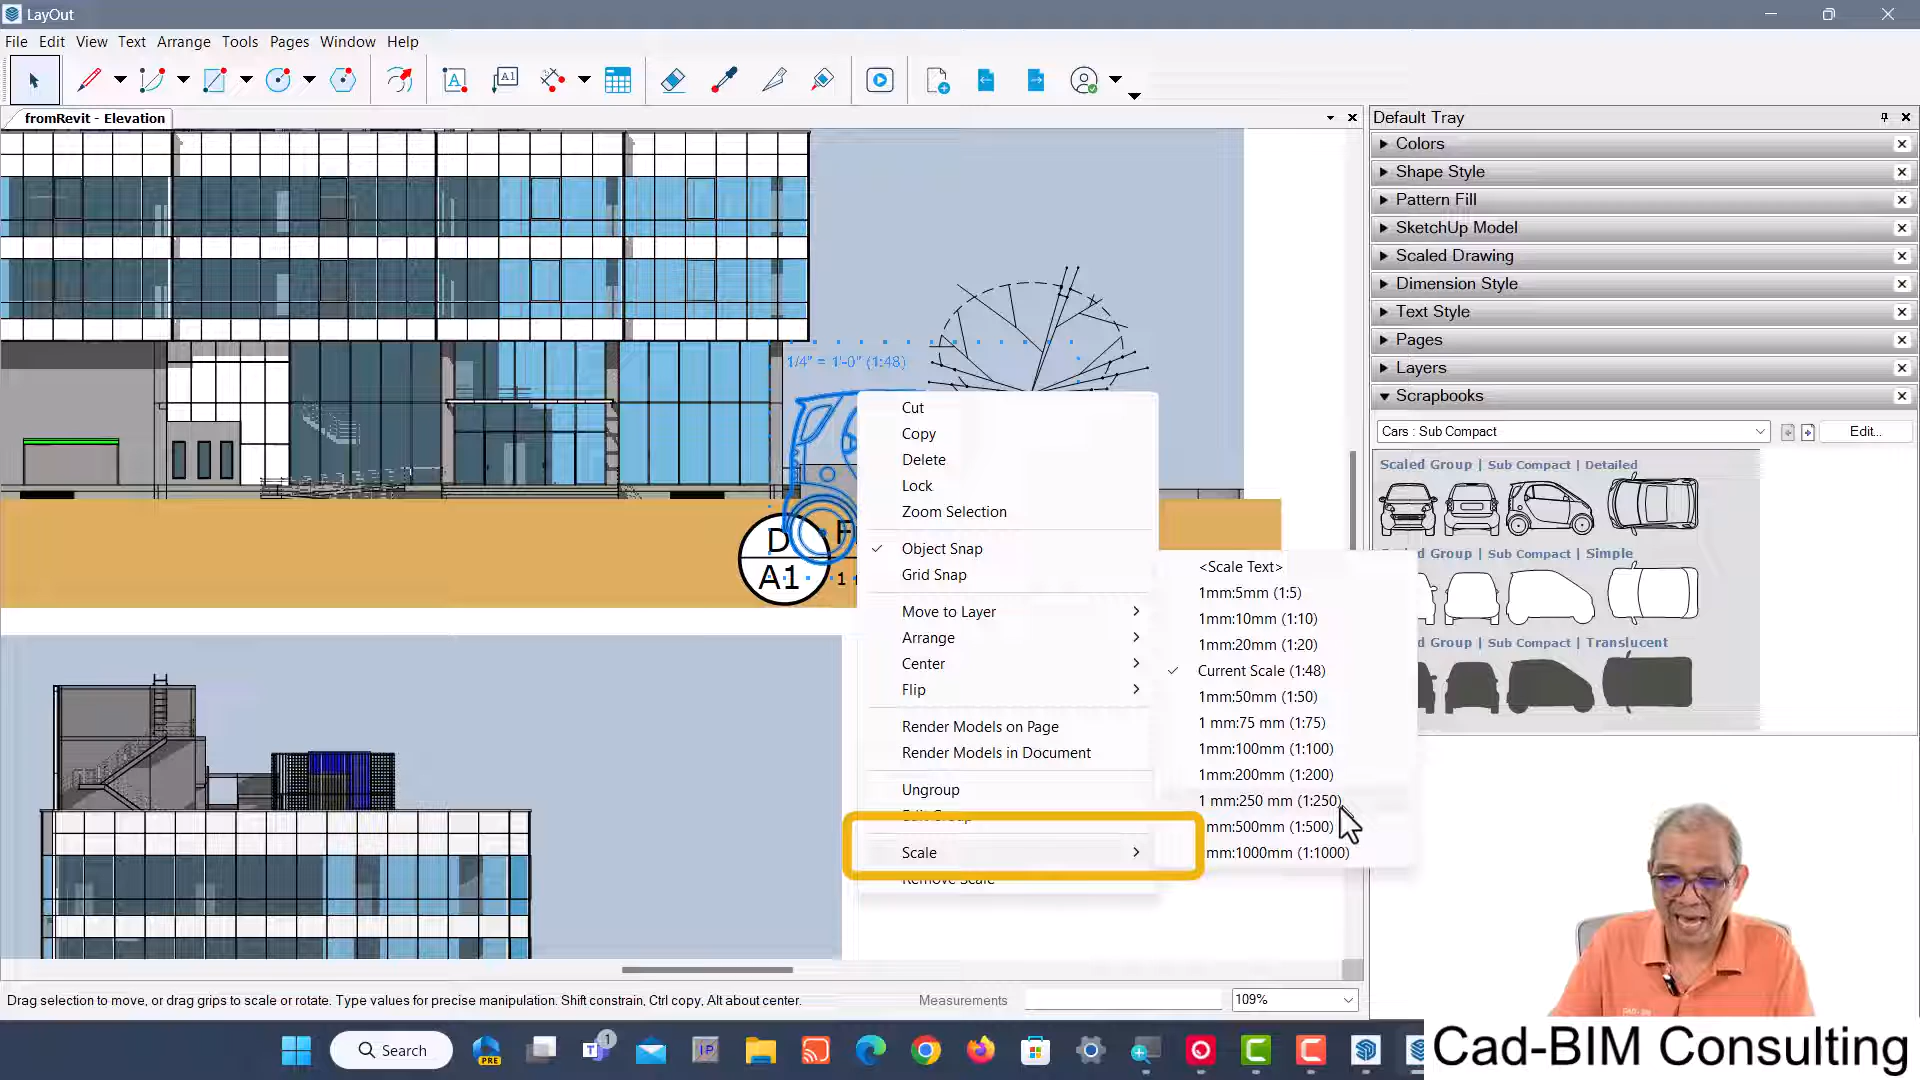 LayOut
File Edit View Text Arrange Tools Pages Window Help
fromRevit - Elevation
Default Tray
Colors
Shape Style
Pattern Fill
SketchUp Model
Scaled Drawing
Dimension Style
Text Style
Pages
Layers
Scrapbooks
Cars : Sub Compact
Edit...
Scaled Group | Sub Compact | Detailed
d Group | Sub Compact | Simple
d Group | Sub Compact | Translucent
1/4" = 1'-0" (1:48)
D
A1
F
1
Cut
Copy
Delete
Lock
Zoom Selection
Object Snap
Grid Snap
Move to Layer
Arrange
Center
Flip
Render Models on Page
Render Models in Document
Ungroup
Edit Group
Scale
Remove Scale
<Scale Text>
1mm:5mm (1:5)
1mm:10mm (1:10)
1mm:20mm (1:20)
Current Scale (1:48)
1mm:50mm (1:50)
1 mm:75 mm (1:75)
1mm:100mm (1:100)
1mm:200mm (1:200)
1 mm:250 mm (1:250)
mm:500mm (1:500)
mm:1000mm (1:1000)
Drag selection to move, or drag grips to scale or rotate. Type values for precise manipulation. Shift constrain, Ctrl copy, Alt about center.
Measurements
109%
Search
PRE
1
IP
Cad-BIM Consulting